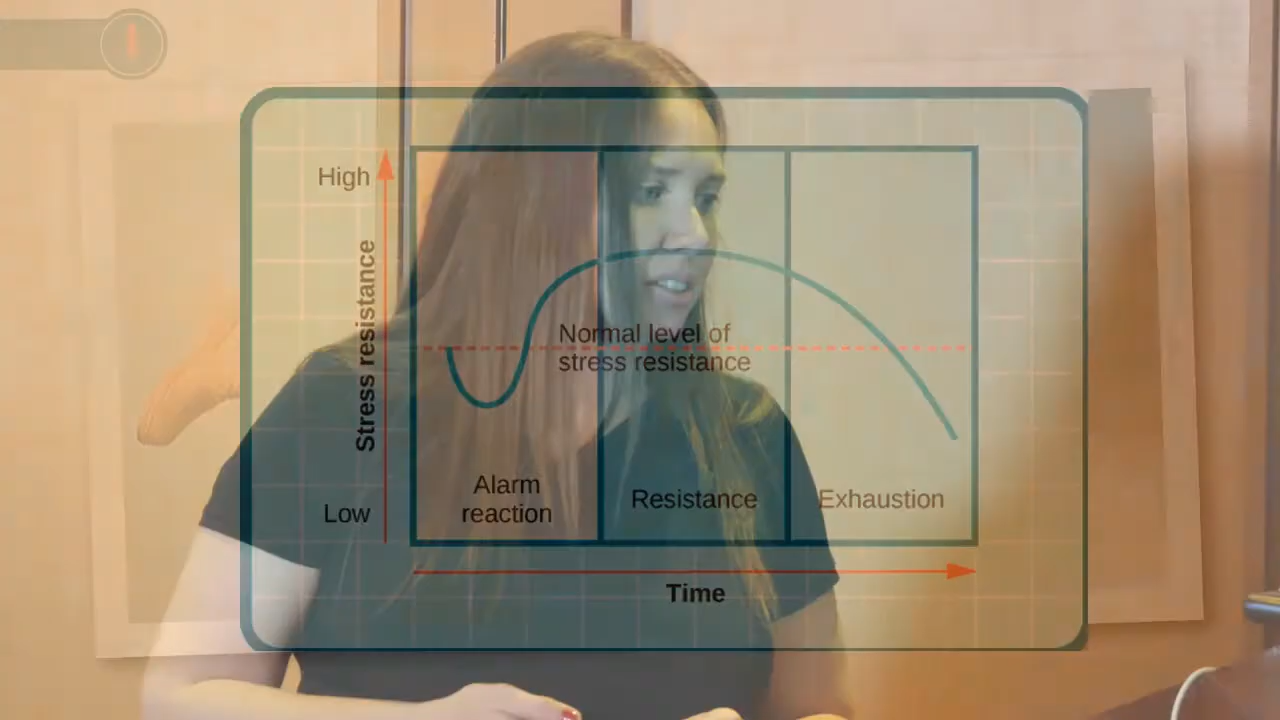 High
Stress resistance
Normal level of
stress resistance
Alarm
reaction
Resistance
Exhaustion
Low
Time